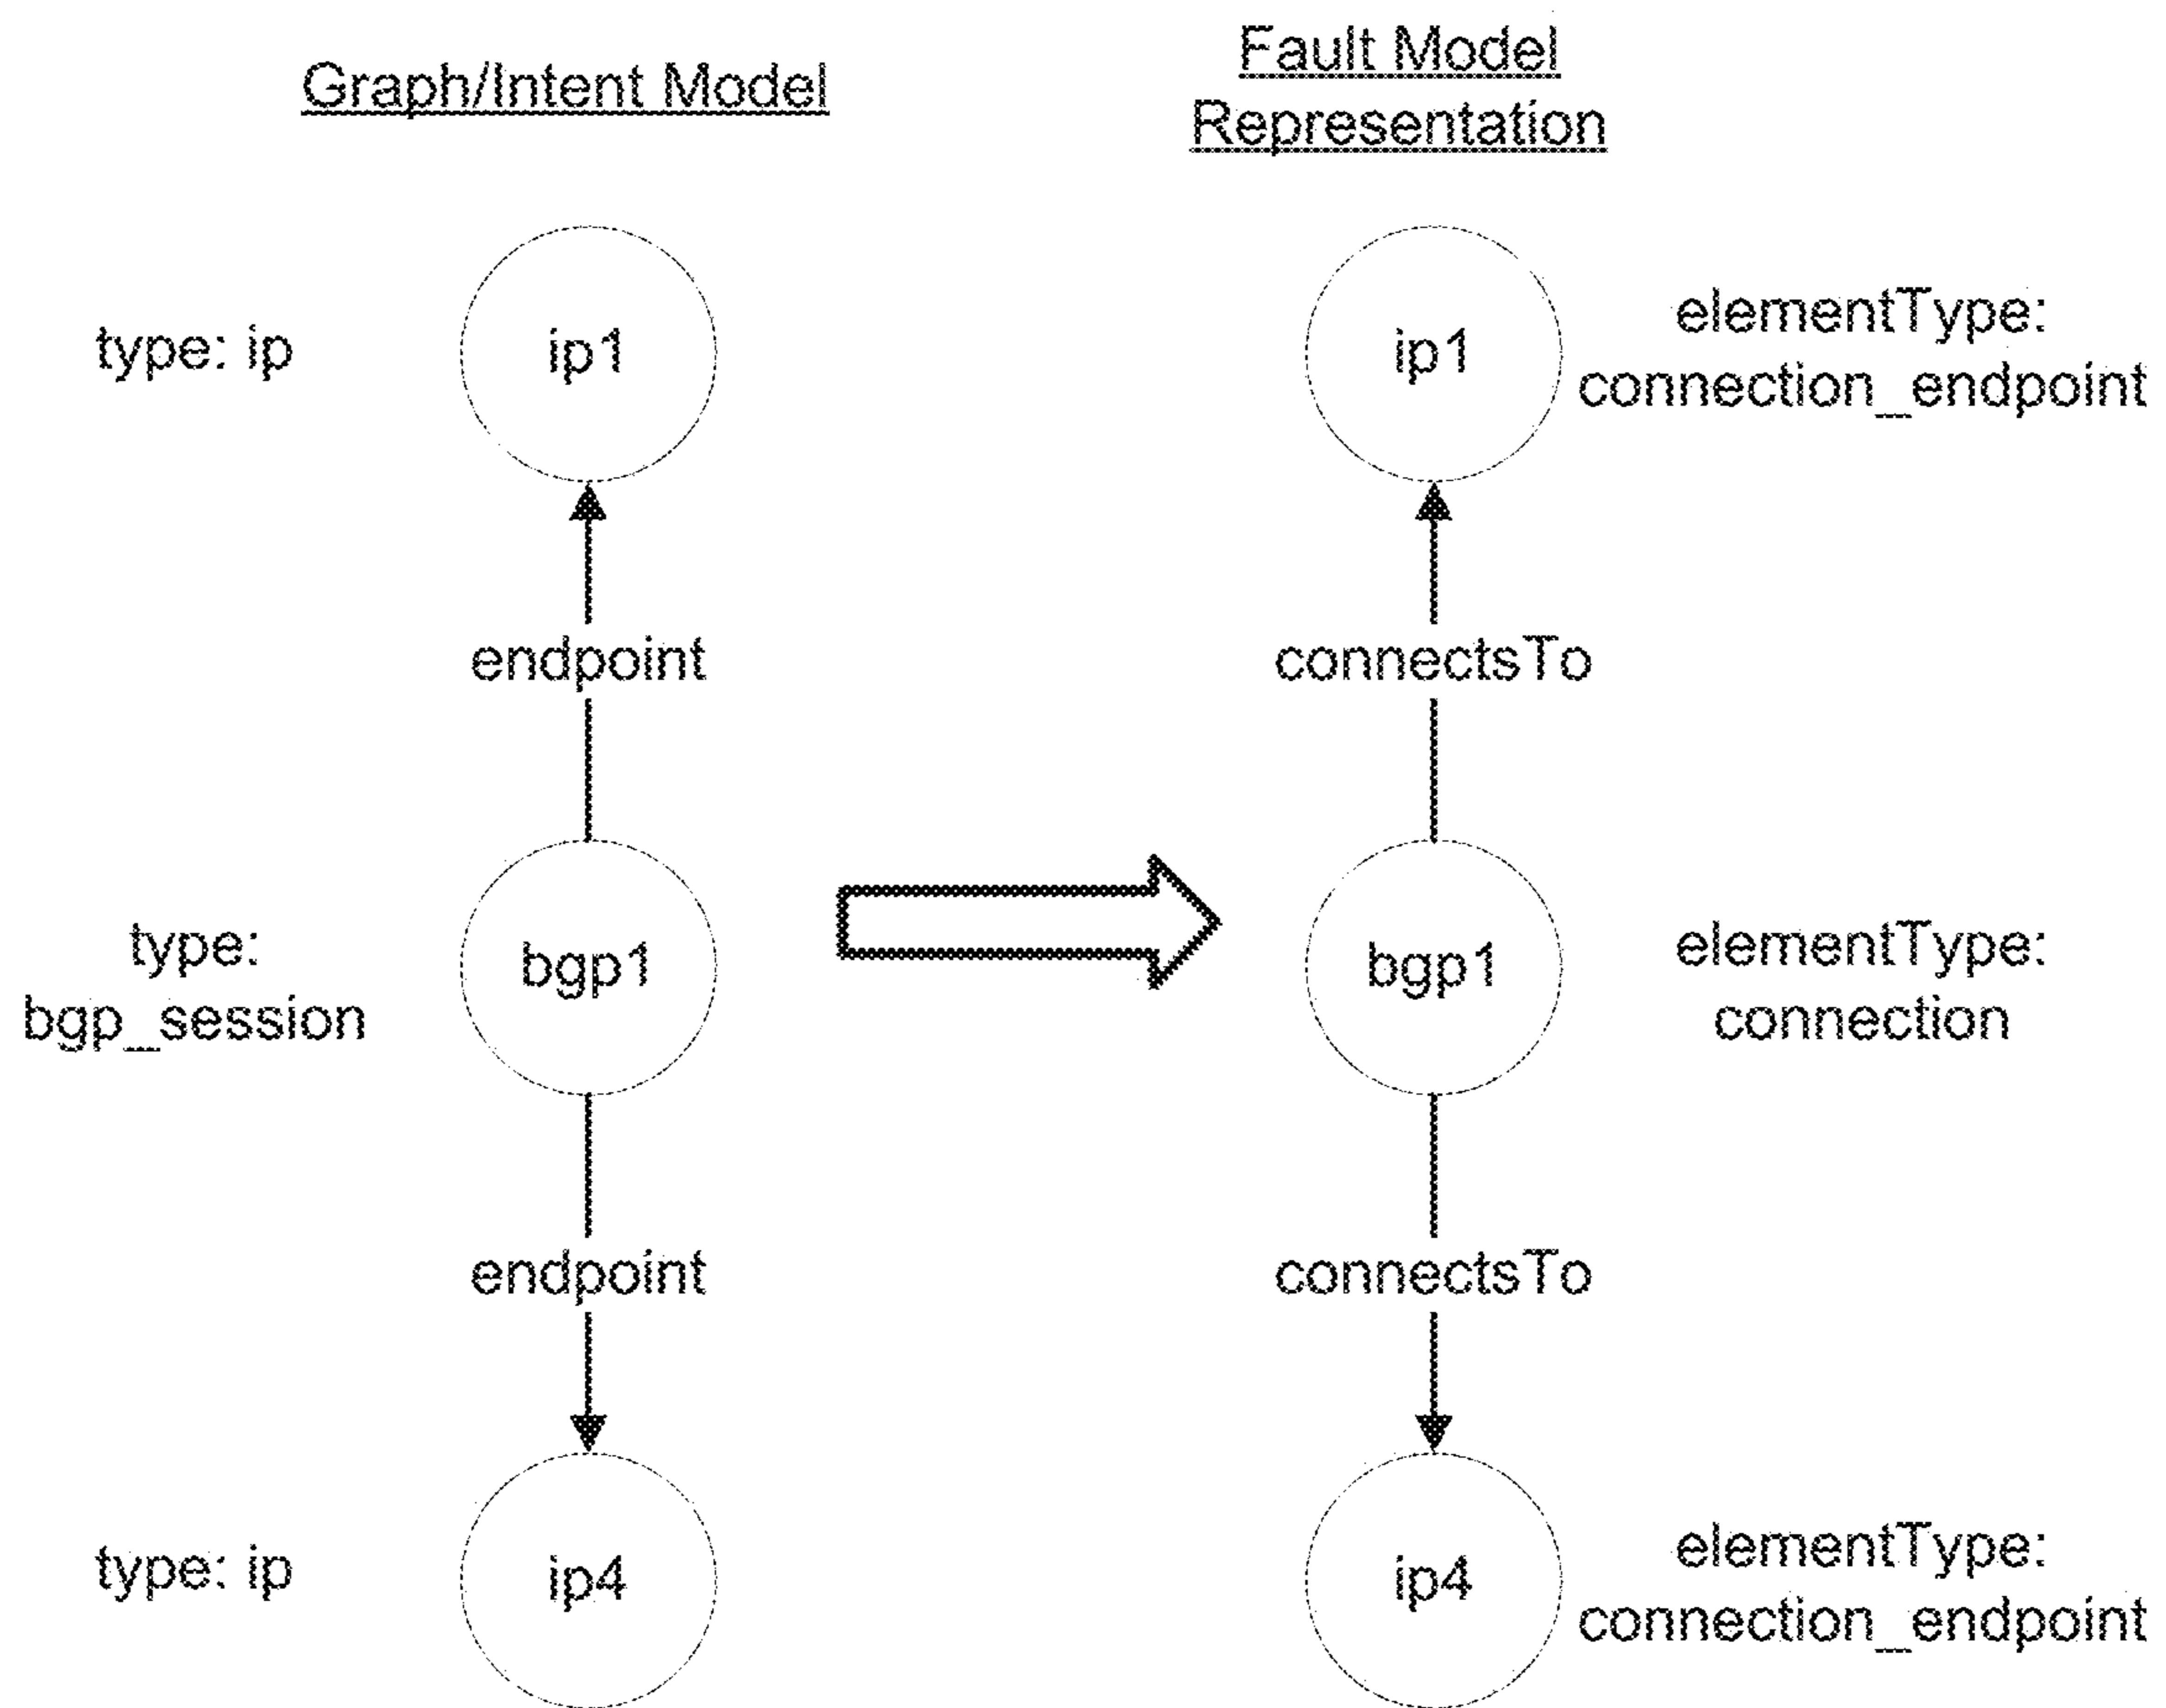 Graph/Intent Model
Fault Model
Representation
type: ip
ip1
ip1
elementType:
connection_endpoint
endpoint
connectsTo
type:
bgp_session
bgp1
bgp1
elementType:
connection
endpoint
connectsTo
type: ip
ip4
ip4
elementType:
connection_endpoint